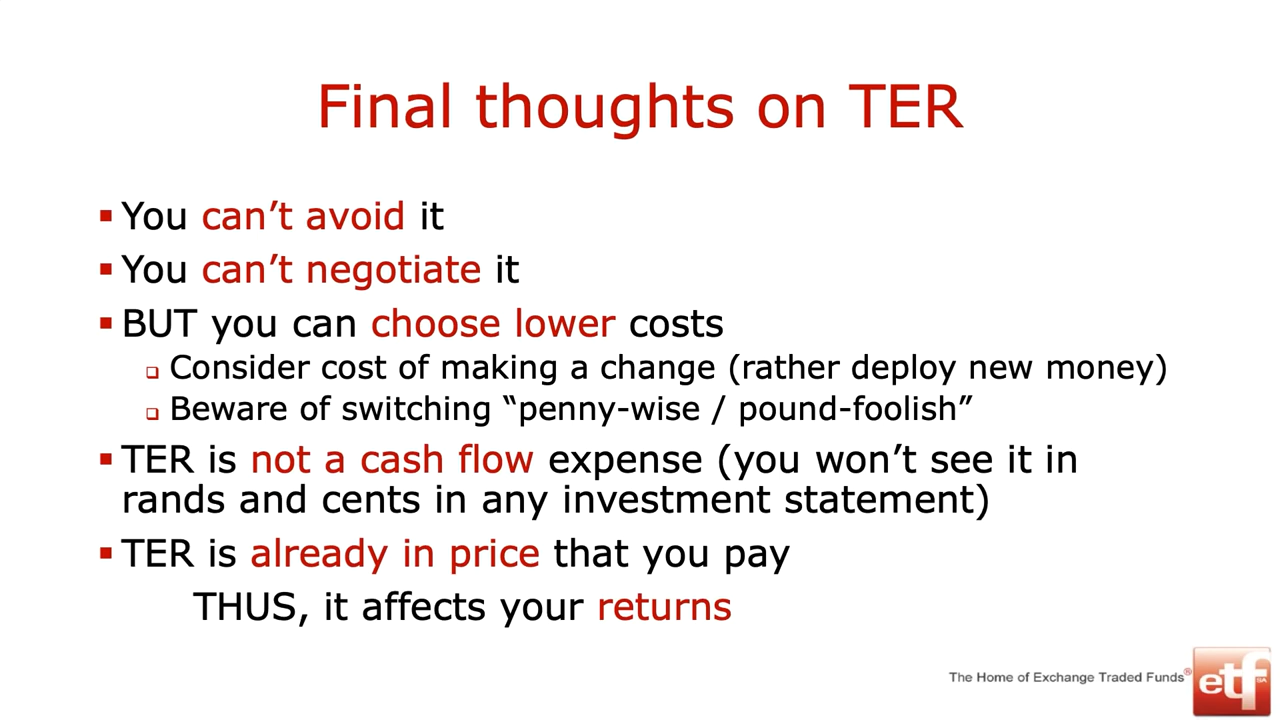 Final thoughts on TER
You can’t avoid it
You can’t negotiate it
BUT you can choose lower costs
Consider cost of making a change (rather deploy new money)
Beware of switching “penny-wise / pound-foolish”
TER is not a cash flow expense (you won’t see it in
rands and cents in any investment statement)
TER is already in price that you pay
THUS, it affects your returns
The Home of Exchange Traded Funds®
etf
SA